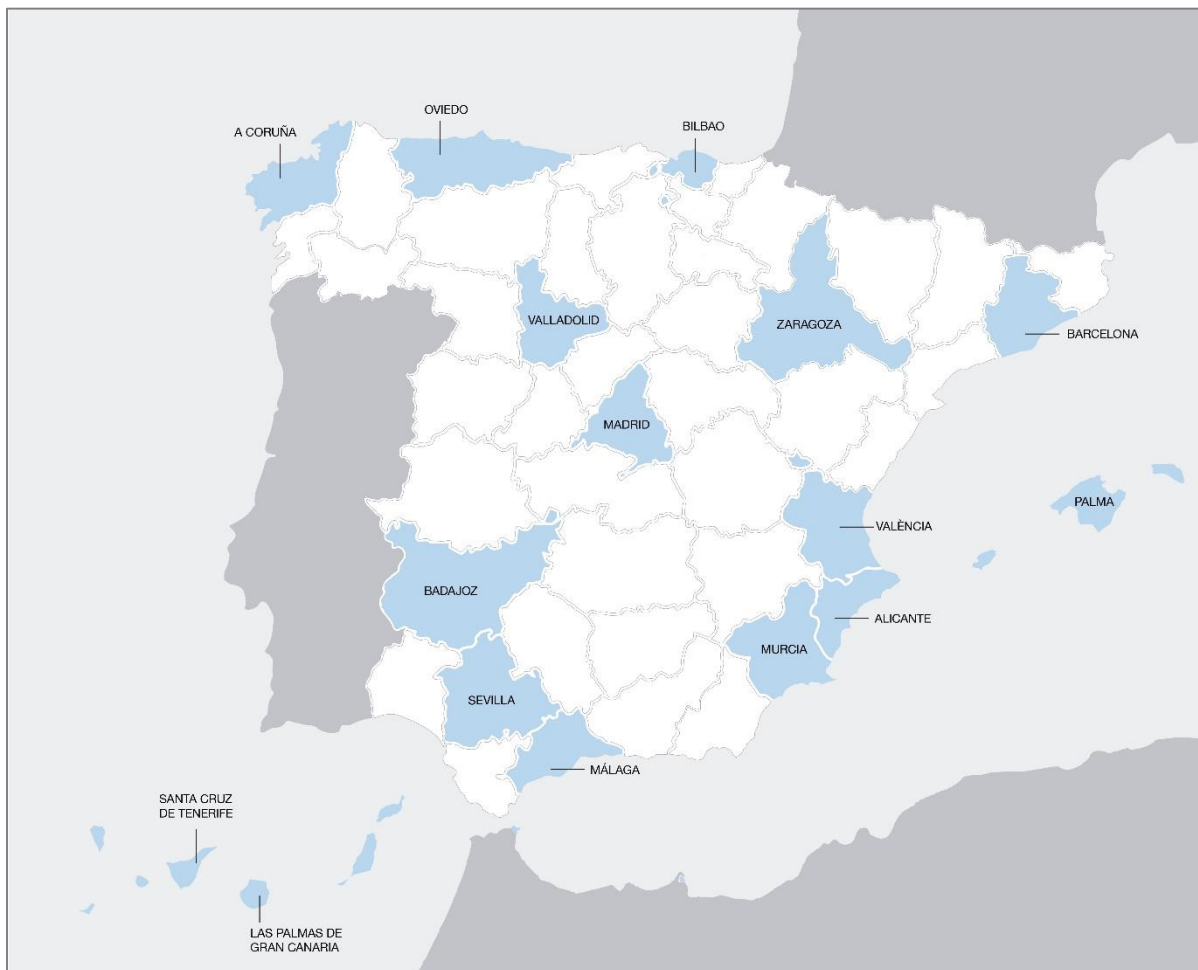 OVIEDO
A CORUÑA
BILBAO
VALLADOLID
ZARAGOZA
BARCELONA
MADRID
PALMA
VALÈNCIA
BADAJOZ
ALICANTE
MURCIA
SEVILLA
MÁLAGA
SANTA CRUZ
DE TENERIFE
LAS PALMAS DE
GRAN CANARIA